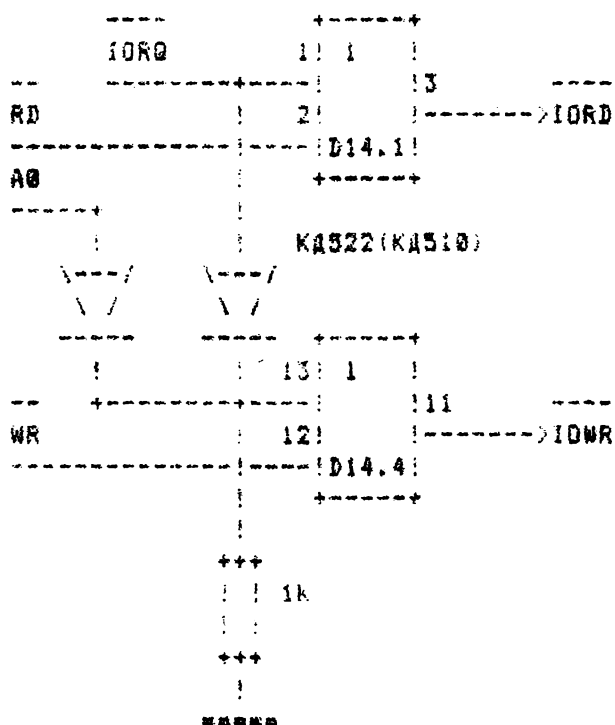 IORQ 1 1
3
RD 2 IORD
D14.1
A0
КД522(КД510)
13 1
11
WR 12 IOWR
D14.4
1k